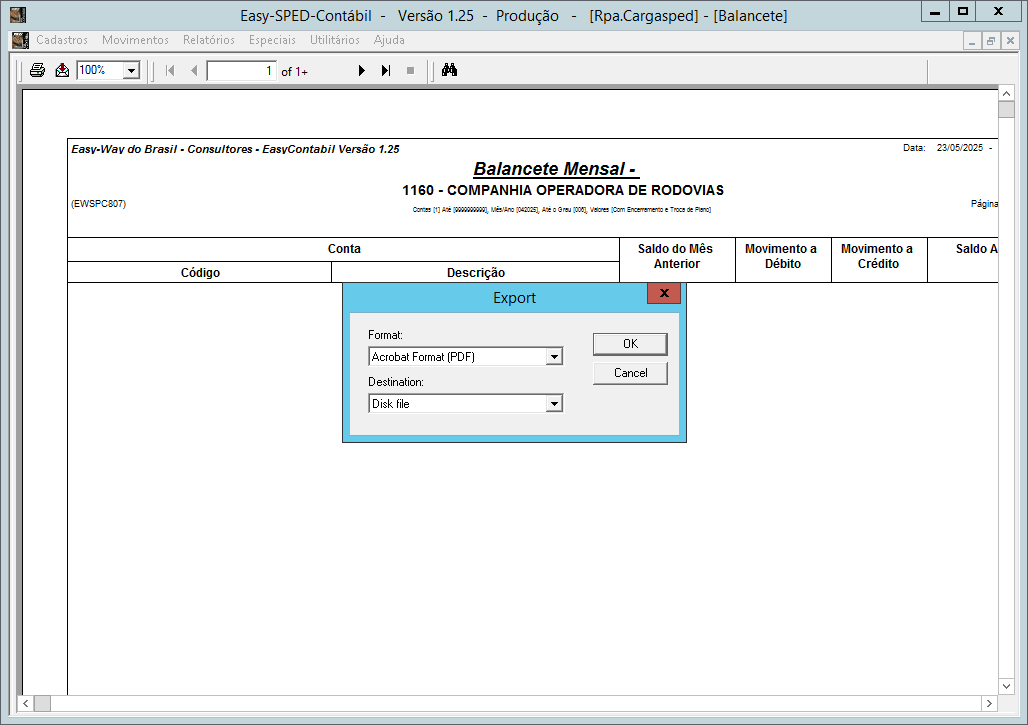 Easy-SPED-Contábil - Versão 1.25 - Produção - [Rpa.Cargasped] - [Balancete]
Cadastros Movimentos Relatórios Especiais Utilitários Ajuda
100% 1 of 1+
Easy-Way do Brasil - Consultores - EasyContabil Versão 1.25
Data: 23/05/2025 -
Balancete Mensal -
1160 - COMPANHIA OPERADORA DE RODOVIAS
(EWSPC807)
Página
Contas [1] Até [9999999999], Mês/Ano [042025], Até o Grau [006], Valores [Com Encerramento e Troca de Plano]
Conta
Código
Descrição
Saldo do Mês
Anterior
Movimento a
Débito
Movimento a
Crédito
Saldo A
Export
Format:
Acrobat Format (PDF)
Destination:
Disk file
OK
Cancel